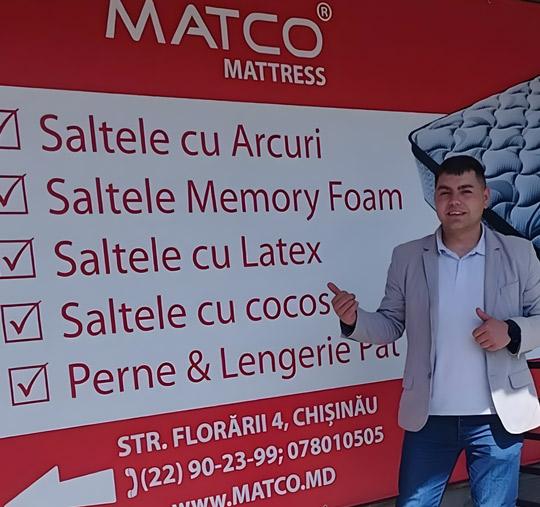 MATCO®
MATTRESS
Saltele cu Arcuri
Saltele Memory Foam
Saltele cu Latex
Saltele cu cocos
Perne & Lengerie Pat
STR. FLORĂRII 4, CHIȘINĂU
(22) 90-23-99; 078010505
www.MATCO.MD